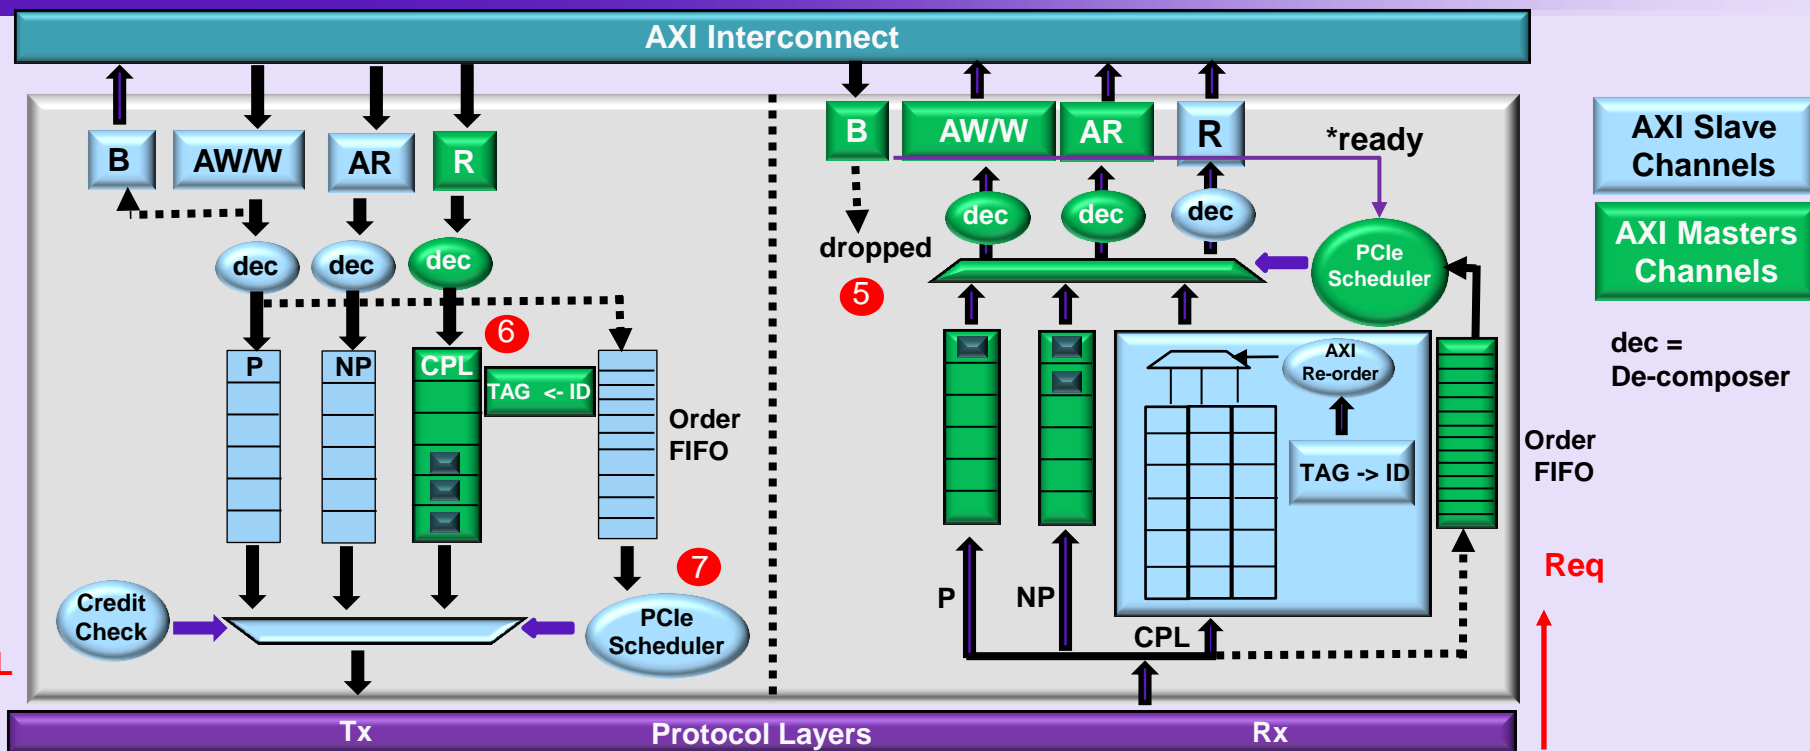 AXI Interconnect
B
AW/W
AR
R
B
AW/W
AR
R
*ready
AXI Slave
Channels
dec
dec
dec
dropped
5
dec
dec
dec
PCIe
Scheduler
AXI Masters
Channels
6
P
NP
CPL
TAG <- ID
Order
FIFO
AXI
Re-order
TAG -> ID
dec =
De-composer
Order
FIFO
7
Credit
Check
PCIe
Scheduler
P
NP
CPL
Req
L
Tx
Protocol Layers
Rx